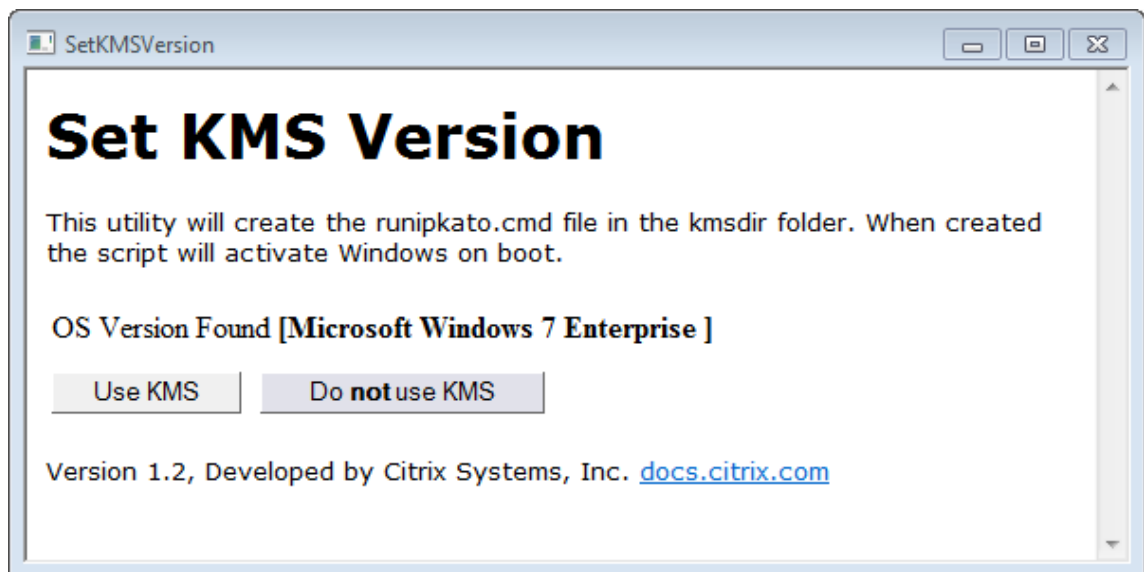 SetKMSVersion
Set KMS Version
This utility will create the runipkato.cmd file in the kmsdir folder. When created
the script will activate Windows on boot.
OS Version Found [Microsoft Windows 7 Enterprise ]
Use KMS Do not use KMS
Version 1.2, Developed by Citrix Systems, Inc. docs.citrix.com